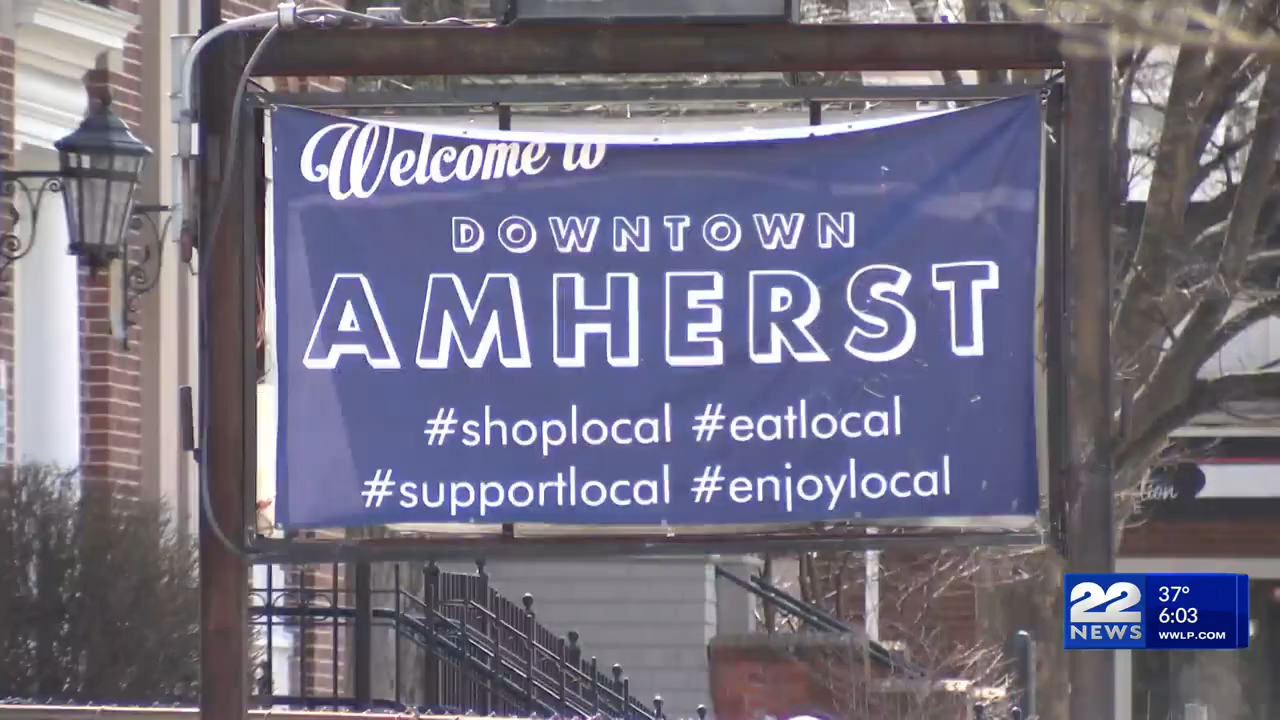 Welcome to
DOWNTOWN
AMHERST
#shoplocal #eatlocal
#supportlocal #enjoylocal
22
NEWS
37°
6:03
WWLP.COM